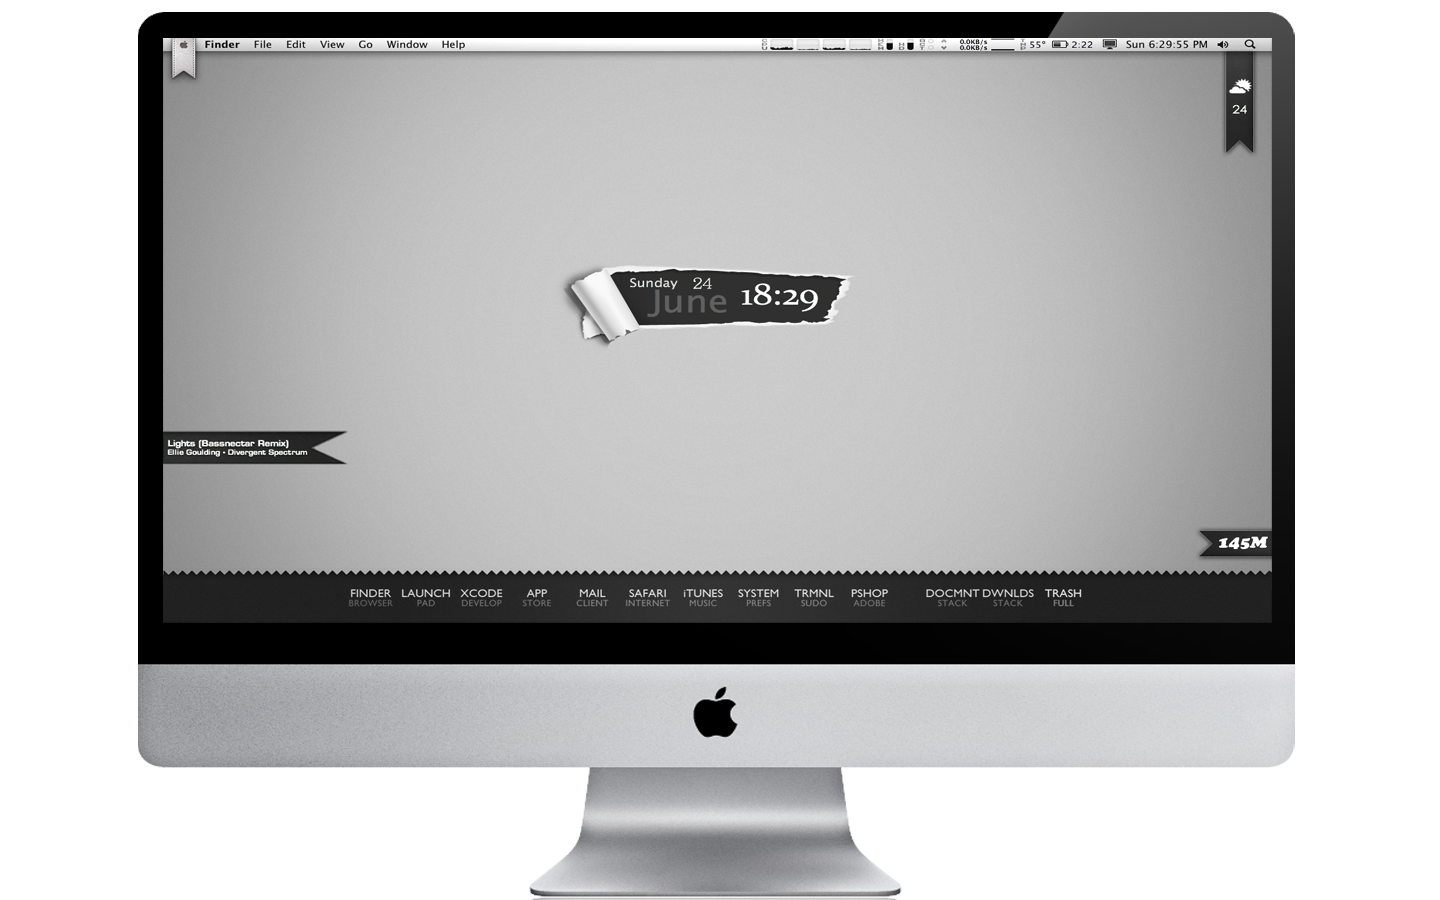 Finder File Edit View Go Window Help
0.0KB/s
0.0KB/s
55° 2:22 Sun 6:29:55 PM
24
Sunday 24
June 18:29
Lights (Bassnectar Remix)
Ellie Goulding • Divergent Spectrum
145M
FINDER LAUNCH XCODE APP MAIL SAFARI iTUNES SYSTEM TRMNL PSHOP DOCMNT DWNLDS TRASH
BROWSER PAD DEVELOP STORE CLIENT INTERNET MUSIC PREFS SUDO ADOBE STACK STACK FULL